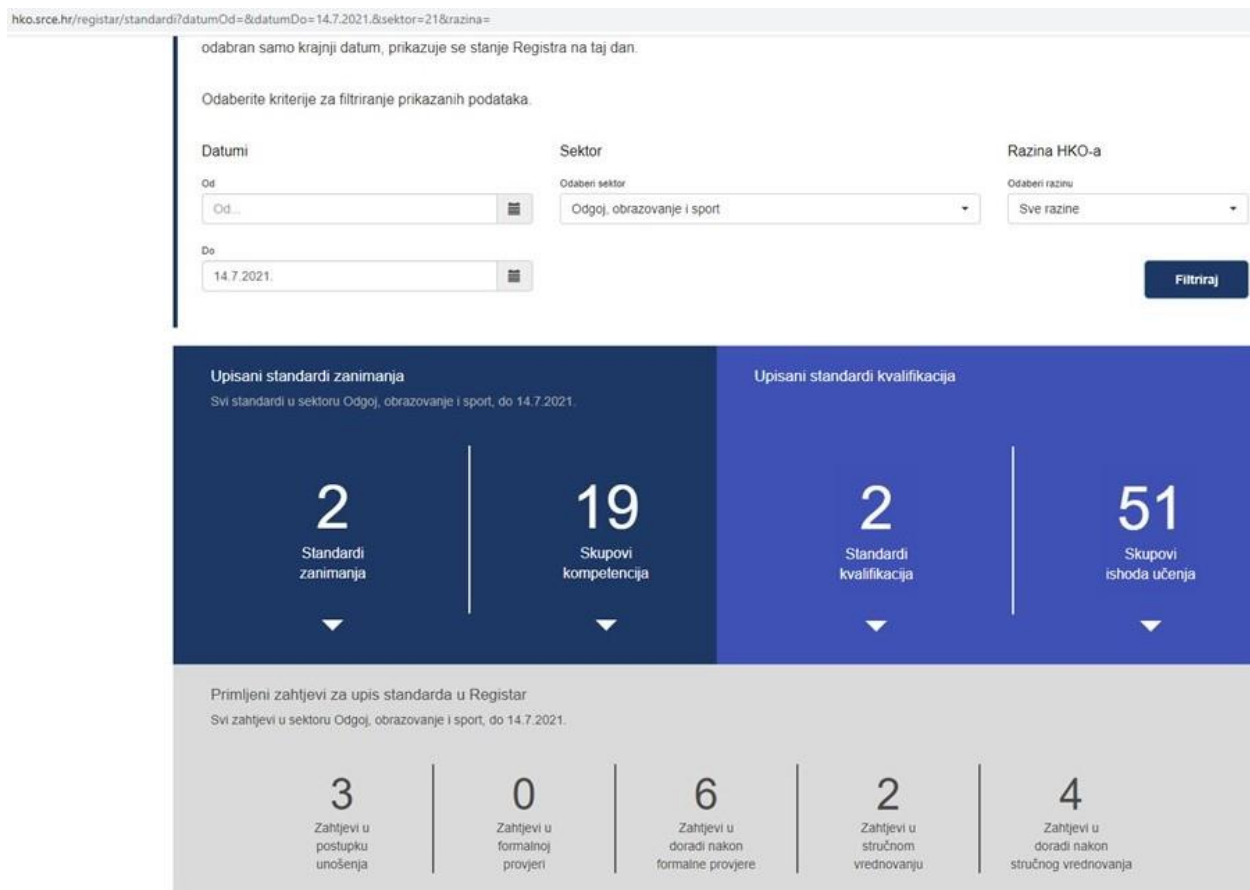 hko.srce.hr/registar/standardi?datumOd=&datumDo=14.7.2021.&sektor=21&razina=
odabran samo krajnji datum, prikazuje se stanje Registra na taj dan.
Odaberite kriterije za filtriranje prikazanih podataka.
Datumi
Sektor
Razina HKO-a
Od
Odaberi sektor
Odaberi razinu
Od...
Odgoj, obrazovanje i sport
Sve razine
Do
14.7.2021.
Filtriraj
Upisani standardi zanimanja
Svi standardi u sektoru Odgoj, obrazovanje i sport, do 14.7.2021.
Upisani standardi kvalifikacija
2
Standardi
zanimanja
19
Skupovi
kompetencija
2
Standardi
kvalifikacija
51
Skupovi
ishoda učenja
Primljeni zahtjevi za upis standarda u Registar
Svi zahtjevi u sektoru Odgoj, obrazovanje i sport, do 14.7.2021.
3
Zahtjevi u
postupku
unošenja
0
Zahtjevi u
formalnoj
provjeri
6
Zahtjevi u
doradi nakon
formalne provjere
2
Zahtjevi u
stručnom
vrednovanju
4
Zahtjevi u
doradi nakon
stručnog vrednovanja